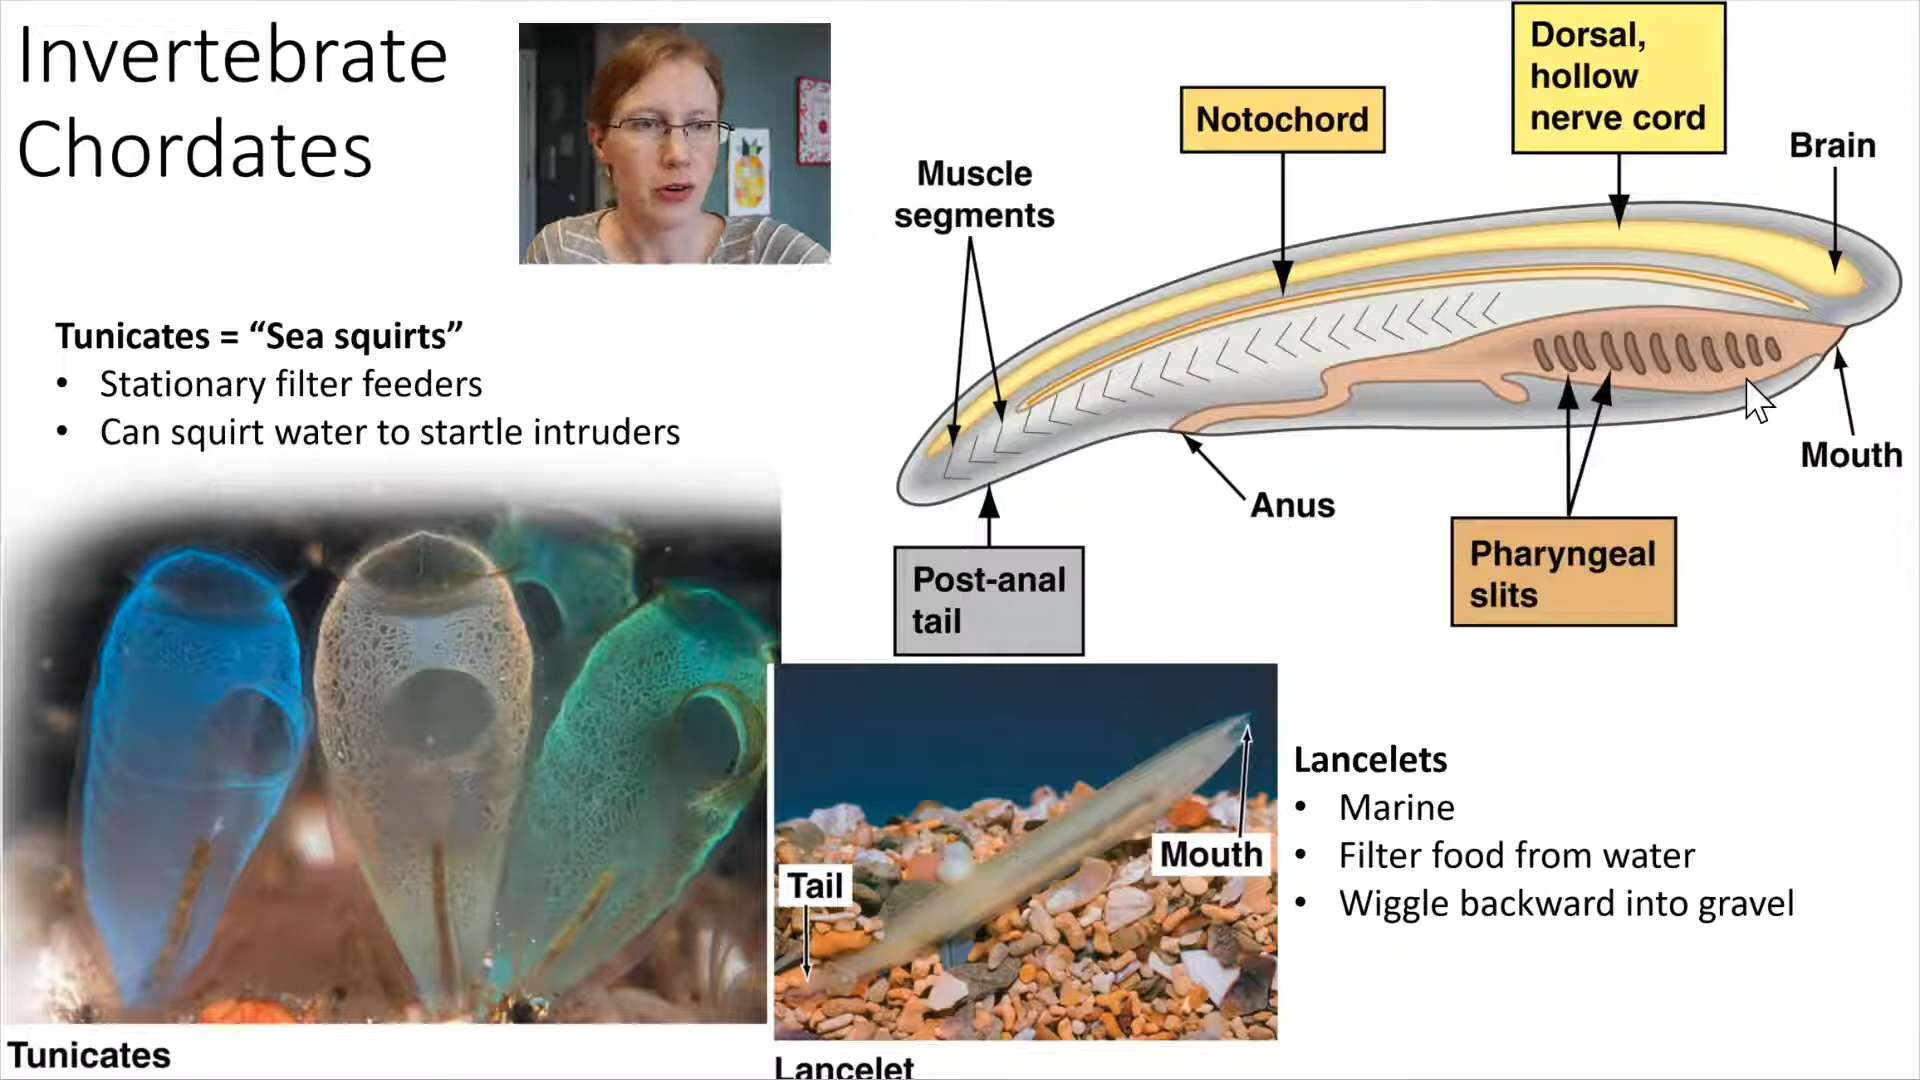 Invertebrate
Chordates
Tunicates = “Sea squirts”
• Stationary filter feeders
• Can squirt water to startle intruders
Dorsal,
hollow
nerve cord
Notochord
Brain
Muscle
segments
Mouth
Anus
Post-anal
tail
Pharyngeal
slits
Mouth
Tail
Lancelets
• Marine
• Filter food from water
• Wiggle backward into gravel
Tunicates
Lancelet